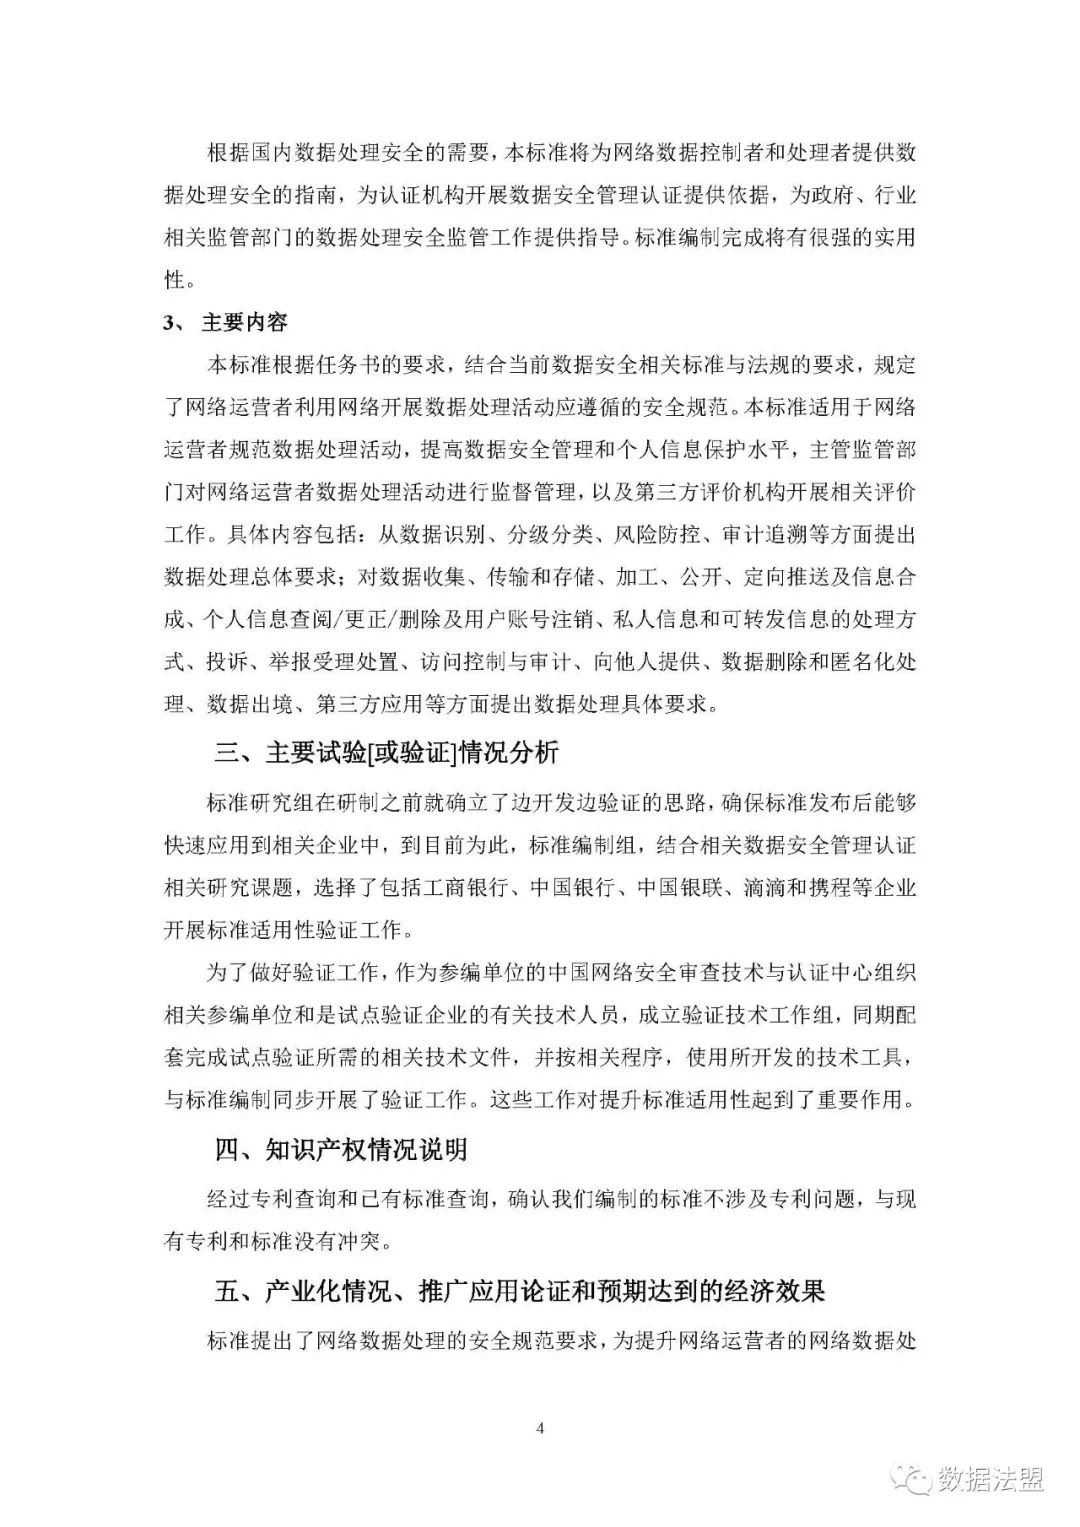 根据国内数据处理安全的需要，本标准将为网络数据控制者和处理者提供数
据处理安全的指南，为认证机构开展数据安全管理认证提供依据，为政府、行业
相关监管部门的数据处理安全监管工作提供指导。标准编制完成将有很强的实用
性。
3、 主要内容
本标准根据任务书的要求，结合当前数据安全相关标准与法规的要求，规定
了网络运营者利用网络开展数据处理活动应遵循的安全规范。本标准适用于网络
运营者规范数据处理活动，提高数据安全管理和个人信息保护水平，主管监管部
门对网络运营者数据处理活动进行监督管理，以及第三方评价机构开展相关评价
工作。具体内容包括：从数据识别、分级分类、风险防控、审计追溯等方面提出
数据处理总体要求；对数据收集、传输和存储、加工、公开、定向推送及信息合
成、个人信息查阅/更正/删除及用户账号注销、私人信息和可转发信息的处理方
式、投诉、举报受理处置、访问控制与审计、向他人提供、数据删除和匿名化处
理、数据出境、第三方应用等方面提出数据处理具体要求。
三、主要试验[或验证]情况分析
标准研究组在研制之前就确立了边开发边验证的思路，确保标准发布后能够
快速应用到相关企业中，到目前为此，标准编制组，结合相关数据安全管理认证
相关研究课题，选择了包括工商银行、中国银行、中国银联、滴滴和携程等企业
开展标准适用性验证工作。
为了做好验证工作，作为参编单位的中国网络安全审查技术与认证中心组织
相关参编单位和是试点验证企业的有关技术人员，成立验证技术工作组，同期配
套完成试点验证所需的相关技术文件，并按相关程序，使用所开发的技术工具，
与标准编制同步开展了验证工作。这些工作对提升标准适用性起到了重要作用。
四、知识产权情况说明
经过专利查询和已有标准查询，确认我们编制的标准不涉及专利问题，与现
有专利和标准没有冲突。
五、产业化情况、推广应用论证和预期达到的经济效果
标准提出了网络数据处理的安全规范要求，为提升网络运营者的网络数据处
4
数据法盟